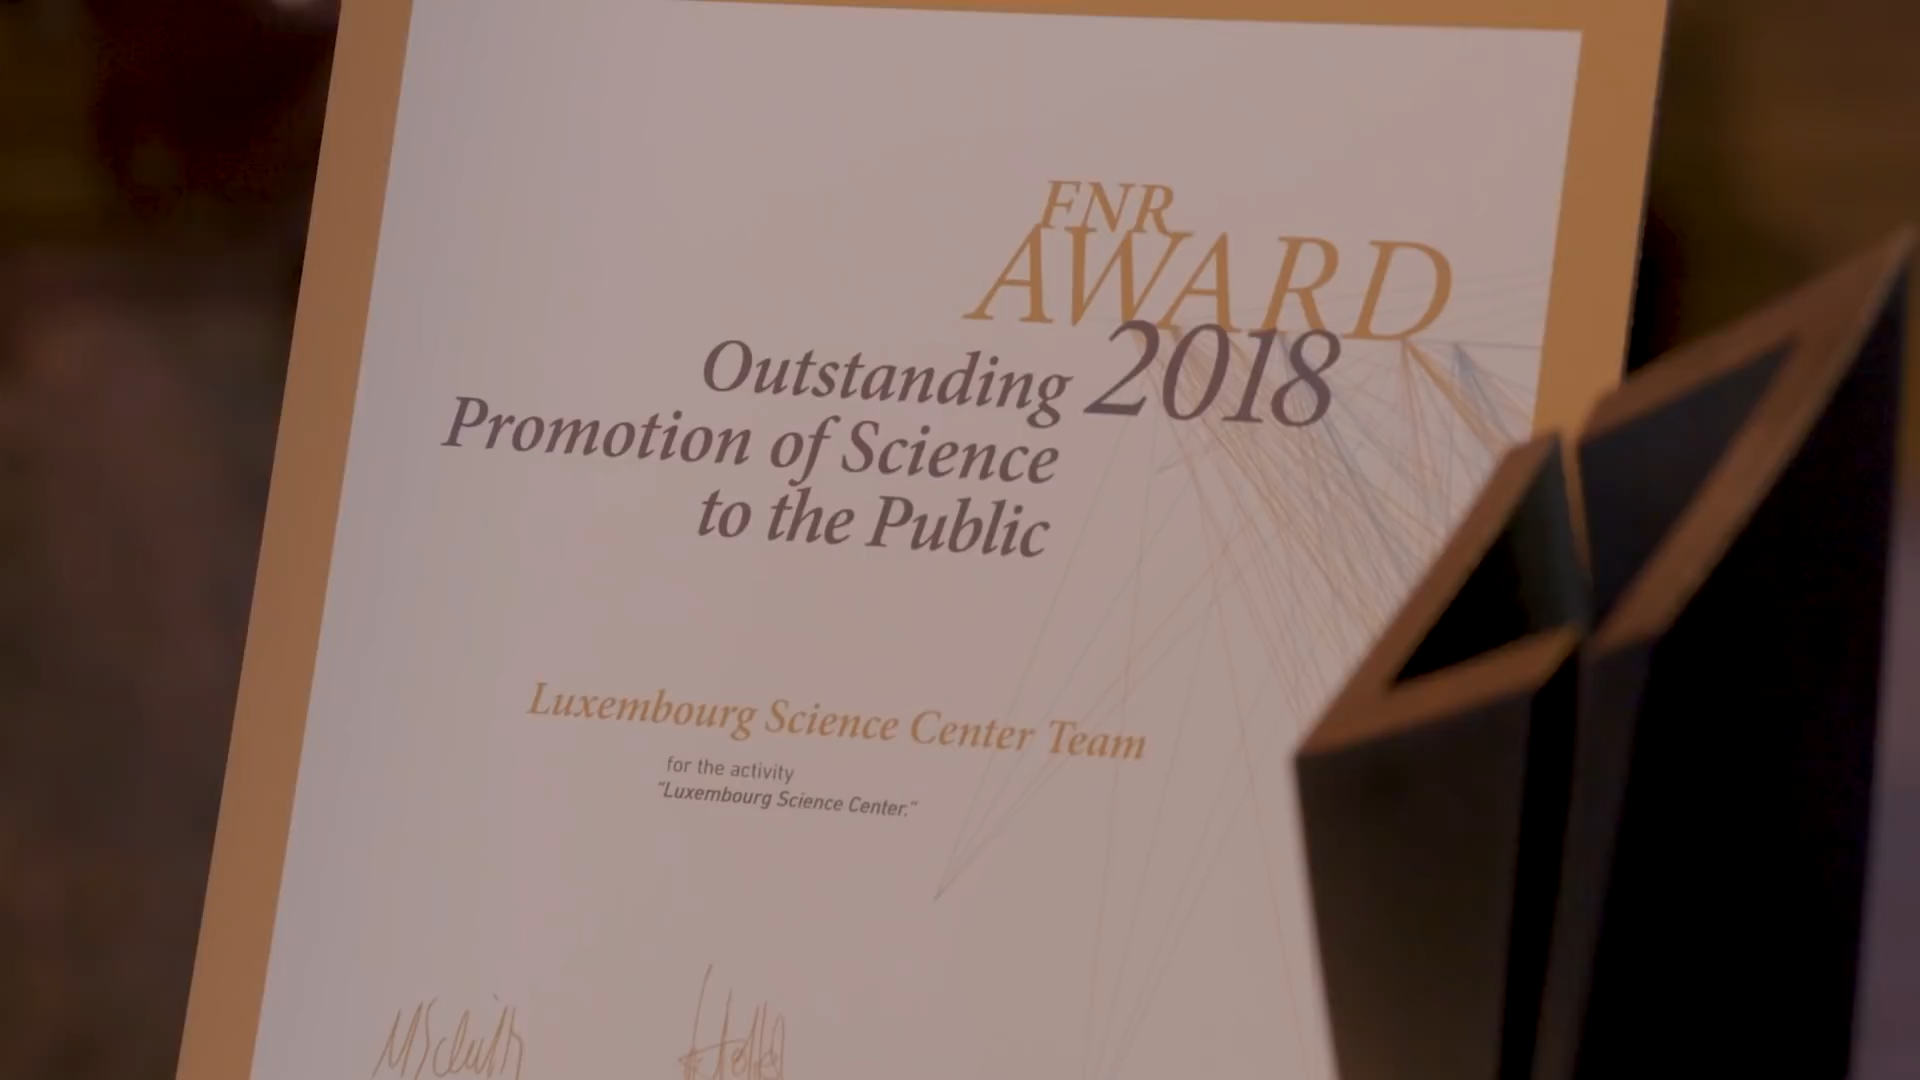 FNR
AWARD
2018
Outstanding
Promotion of Science
to the Public
Luxembourg Science Center Team
for the activity
"Luxembourg Science Center."